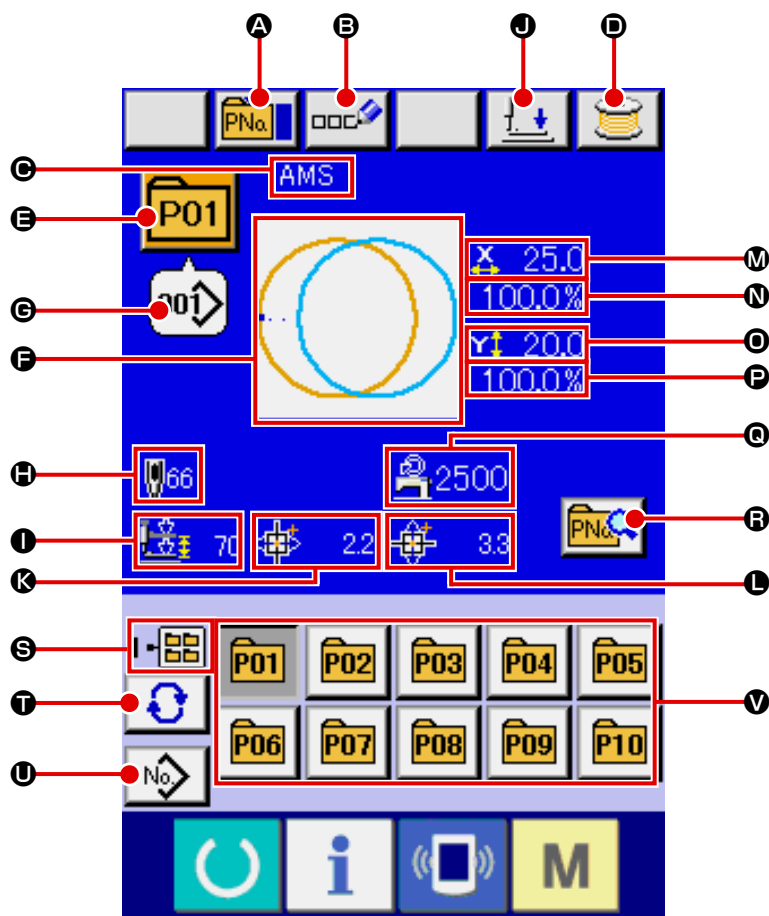 A B J D
PNo.
C AMS
E P01
M X 25.0
N 100.0%
G 001
O Y 20.0
F
P 100.0%
Q
H 66 2500
R PNo.
I 70 2.2 3.3
K L
S
P01 P02 P03 P04 P05
T V
P06 P07 P08 P09 P10
U No.
i M